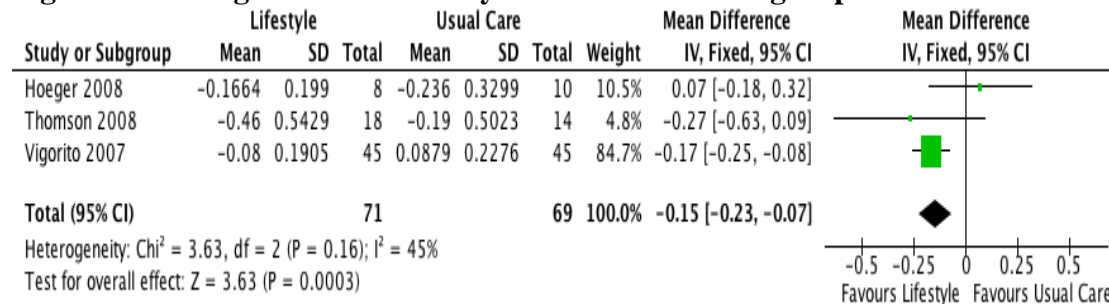 Lifestyle Usual Care Mean Difference Mean Difference
Study or Subgroup Mean SD Total Mean SD Total Weight IV, Fixed, 95% CI IV, Fixed, 95% CI
Hoeger 2008 -0.1664 0.199 8 -0.236 0.3299 10 10.5% 0.07 [-0.18, 0.32]
Thomson 2008 -0.46 0.5429 18 -0.19 0.5023 14 4.8% -0.27 [-0.63, 0.09]
Vigorito 2007 -0.08 0.1905 45 0.0879 0.2276 45 84.7% -0.17 [-0.25, -0.08]
Total (95% CI) 71 69 100.0% -0.15 [-0.23, -0.07]
Heterogeneity: Chi² = 3.63, df = 2 (P = 0.16); I² = 45%
Test for overall effect: Z = 3.63 (P = 0.0003)
-0.5 -0.25 0 0.25 0.5
Favours Lifestyle Favours Usual Care